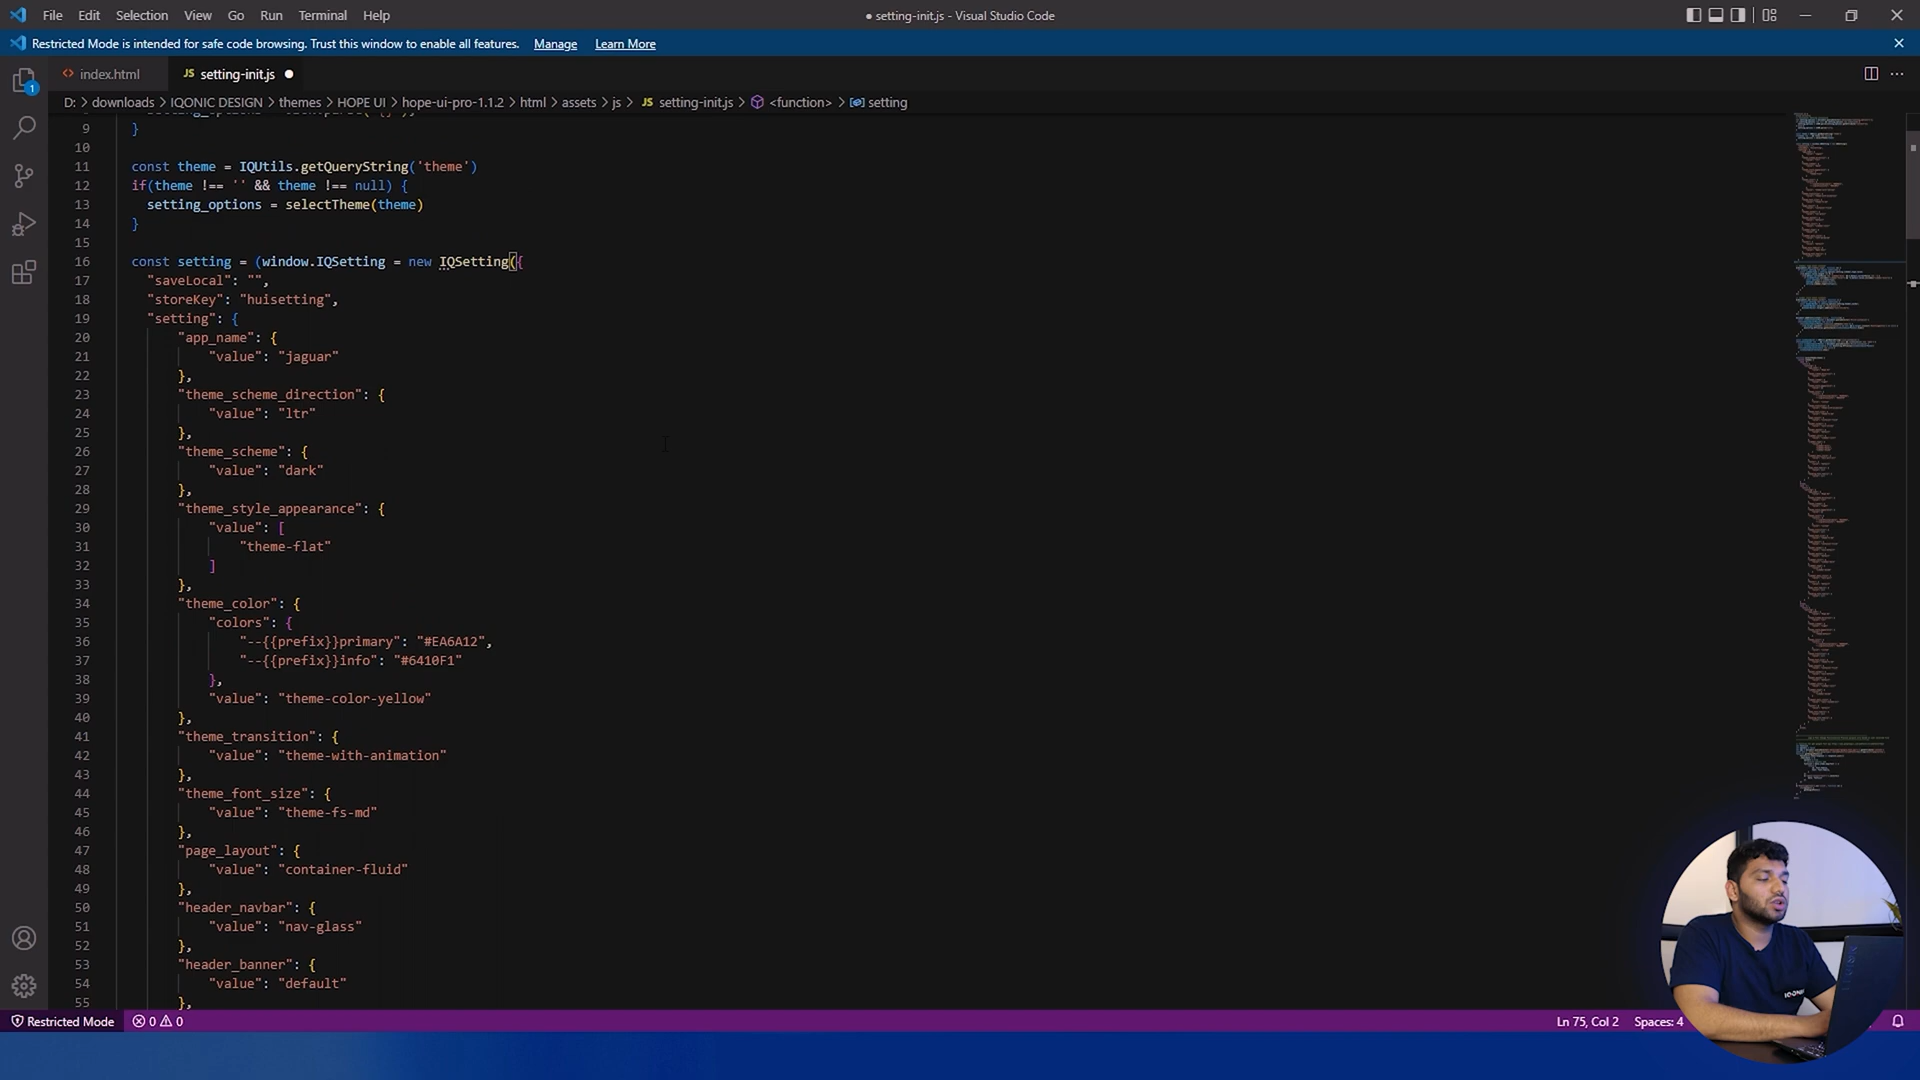 File Edit Selection View Go Run Terminal Help
● setting-init.js - Visual Studio Code
Restricted Mode is intended for safe code browsing. Trust this window to enable all features. Manage Learn More
<> index.html JS setting-init.js ●
D: > downloads > IQONIC DESIGN > themes > HOPE UI > hope-ui-pro-1.1.2 > html > assets > js > JS setting-init.js > <function> > setting
1
9 }
10
11 const theme = IQUtils.getQueryString('theme')
12 if(theme !== '' && theme !== null) {
13 setting_options = selectTheme(theme)
14 }
15
16 const setting = (window.IQSetting = new IQSetting({
17 "saveLocal": "",
18 "storeKey": "huisetting",
19 "setting": {
20 "app_name": {
21 "value": "jaguar"
22 },
23 "theme_scheme_direction": {
24 "value": "ltr"
25 },
26 "theme_scheme": {
27 "value": "dark"
28 },
29 "theme_style_appearance": {
30 "value": [
31 "theme-flat"
32 ]
33 },
34 "theme_color": {
35 "colors": {
36 "--{{prefix}}primary": "#EA6A12",
37 "--{{prefix}}info": "#6410F1"
38 },
39 "value": "theme-color-yellow"
40 },
41 "theme_transition": {
42 "value": "theme-with-animation"
43 },
44 "theme_font_size": {
45 "value": "theme-fs-md"
46 },
47 "page_layout": {
48 "value": "container-fluid"
49 },
50 "header_navbar": {
51 "value": "nav-glass"
52 },
53 "header_banner": {
54 "value": "default"
55 },
Restricted Mode 0 0 Ln 75, Col 2 Spaces: 4